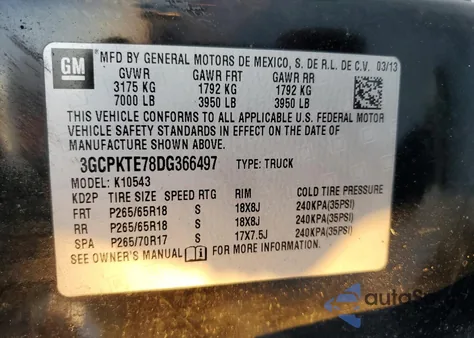 GM
MFD BY GENERAL MOTORS DE MEXICO, S. DE R.L. DE C.V. 03/13
GVWR GAWR FRT GAWR RR
3175 KG 1792 KG 1792 KG
7000 LB 3950 LB 3950 LB
THIS VEHICLE CONFORMS TO ALL APPLICABLE U.S. FEDERAL MOTOR
VEHICLE SAFETY STANDARDS IN EFFECT ON THE DATE OF
MANUFACTURE SHOWN ABOVE.
3GCPKTE78DG366497 TYPE: TRUCK
MODEL: K10543
KD2P TIRE SIZE SPEED RTG RIM COLD TIRE PRESSURE
FRT P265/65R18 S 18X8J 240KPA(35PSI)
RR P265/65R18 S 18X8J 240KPA(35PSI)
SPA P265/70R17 S 17X7.5J 240KPA(35PSI)
SEE OWNER'S MANUAL